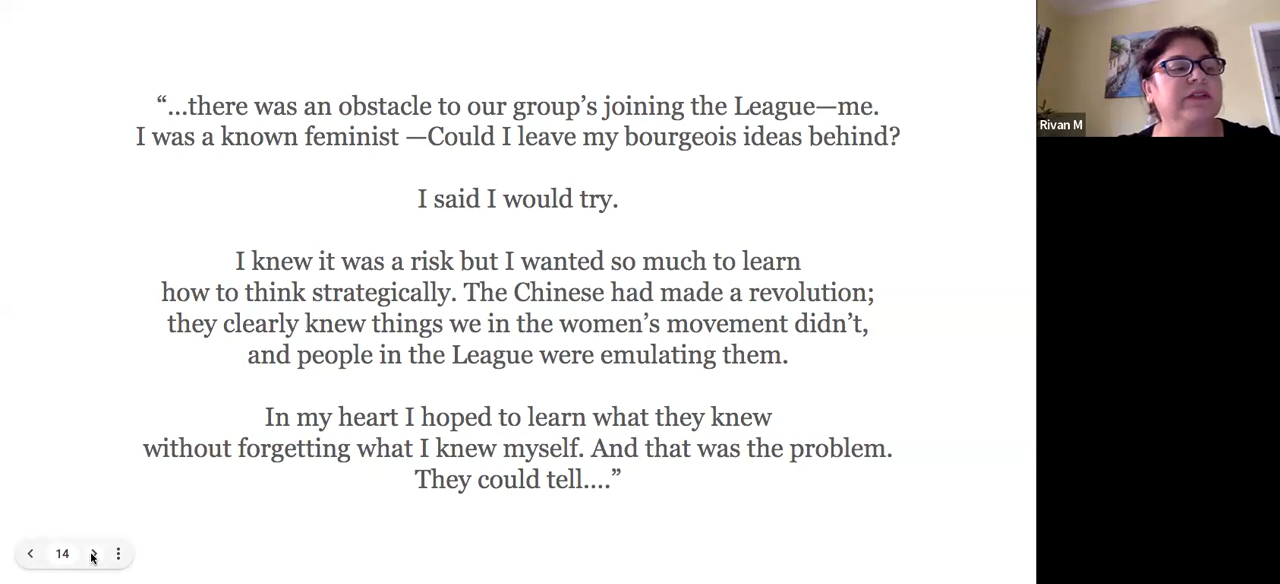 “...there was an obstacle to our group’s joining the League—me.
I was a known feminist —Could I leave my bourgeois ideas behind?
I said I would try.
I knew it was a risk but I wanted so much to learn
how to think strategically. The Chinese had made a revolution;
they clearly knew things we in the women’s movement didn’t,
and people in the League were emulating them.
In my heart I hoped to learn what they knew
without forgetting what I knew myself. And that was the problem.
They could tell....”
14
Rivan M